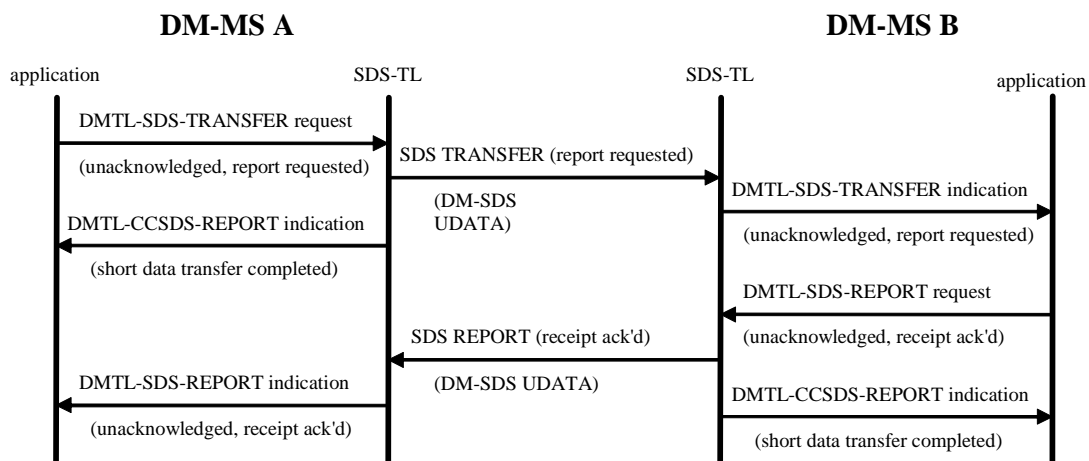 DM-MS A
DM-MS B
application
SDS-TL
SDS-TL
application
DMTL-SDS-TRANSFER request
(unacknowledged, report requested)
SDS TRANSFER (report requested)
(DM-SDS
UDATA)
DMTL-SDS-TRANSFER indication
(unacknowledged, report requested)
DMTL-CCSDS-REPORT indication
(short data transfer completed)
DMTL-SDS-REPORT request
(unacknowledged, receipt ack'd)
SDS REPORT (receipt ack'd)
(DM-SDS UDATA)
DMTL-SDS-REPORT indication
(unacknowledged, receipt ack'd)
DMTL-CCSDS-REPORT indication
(short data transfer completed)